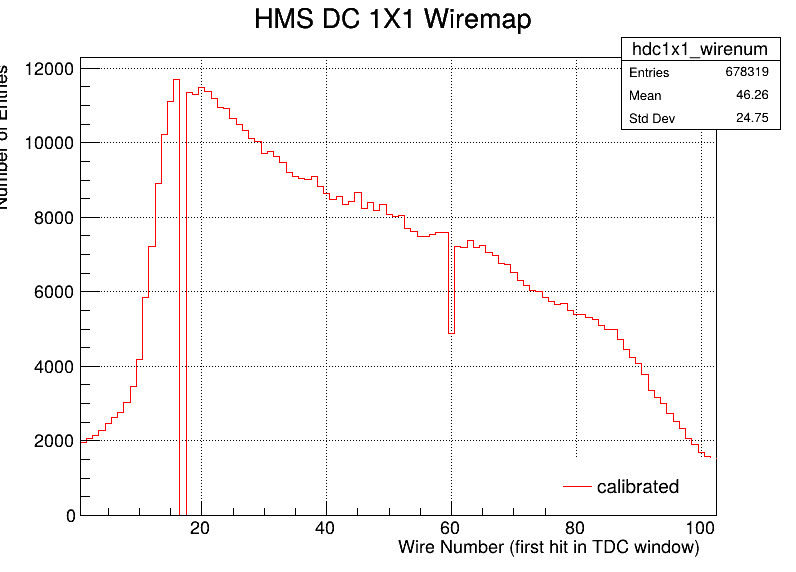 HMS DC 1X1 Wiremap
hdc1x1_wirenum
Entries 678319
Mean 46.26
Std Dev 24.75
Number of Entries
12000
10000
8000
6000
4000
2000
0
calibrated
20 40 60 80 100
Wire Number (first hit in TDC window)